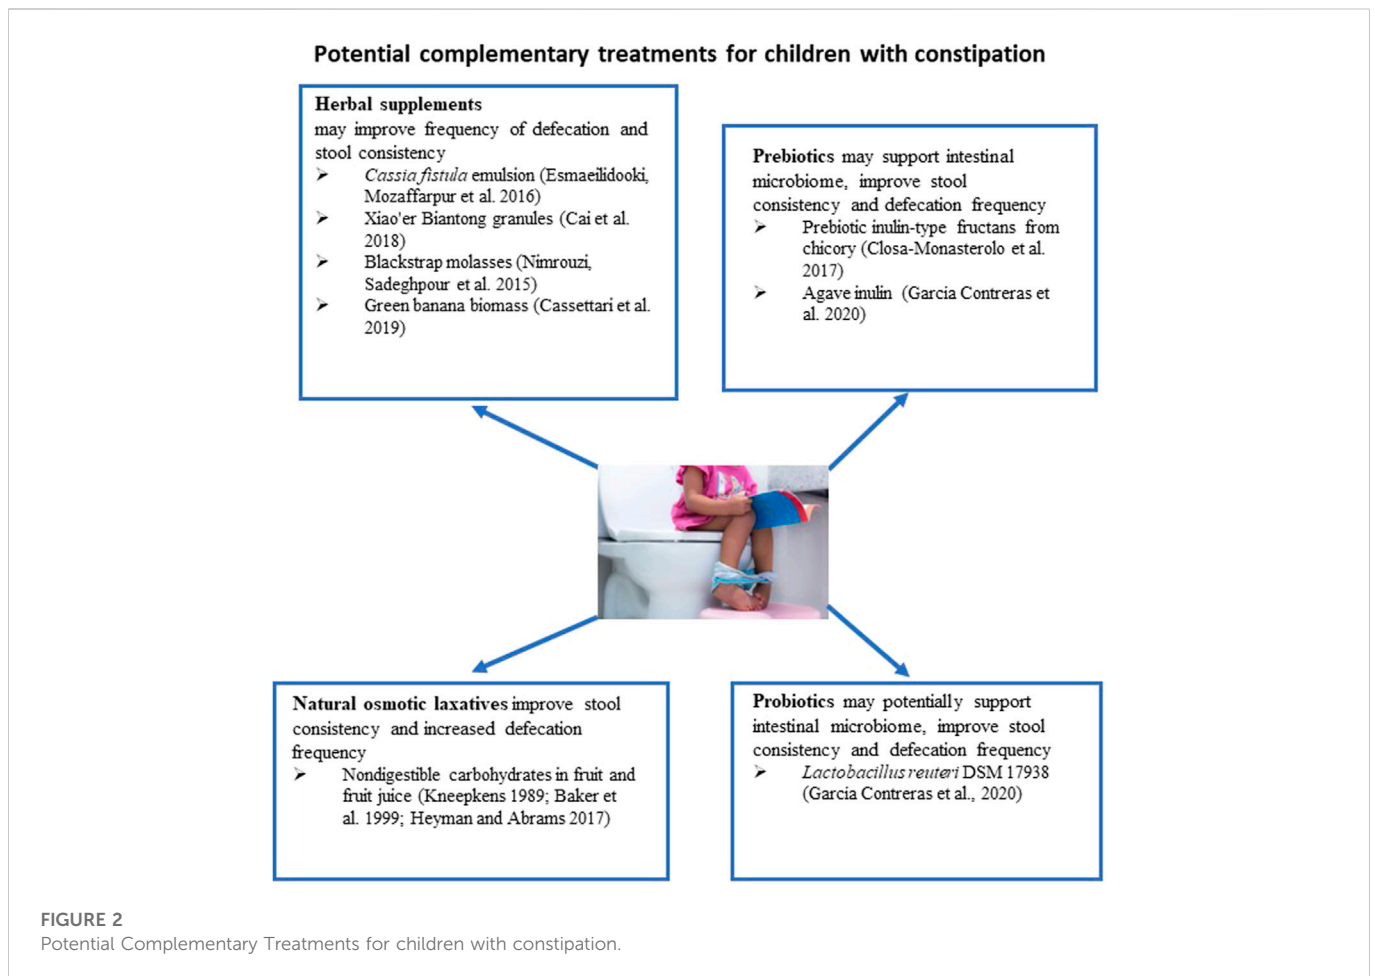 Potential complementary treatments for children with constipation
Herbal supplements
may improve frequency of defecation and
stool consistency
➢ Cassia fistula emulsion (Esmaeilidooki,
Mozaffarpur et al. 2016)
➢ Xiao'er Biantong granules (Cai et al.
2018)
➢ Blackstrap molasses (Nimrouzi,
Sadeghpour et al. 2015)
➢ Green banana biomass (Cassettari et al.
2019)
Prebiotics may support intestinal
microbiome, improve stool
consistency and defecation frequency
➢ Prebiotic inulin-type fructans from
chicory (Closa-Monasterolo et al.
2017)
➢ Agave inulin (Garcia Contreras et
al. 2020)
Natural osmotic laxatives improve stool
consistency and increased defecation
frequency
➢ Nondigestible carbohydrates in fruit and
fruit juice (Kneepkens 1989; Baker et
al. 1999; Heyman and Abrams 2017)
Probiotics may potentially support
intestinal microbiome, improve stool
consistency and defecation frequency
➢ Lactobacillus reuteri DSM 17938
(Garcia Contreras et al., 2020)
FIGURE 2
Potential Complementary Treatments for children with constipation.